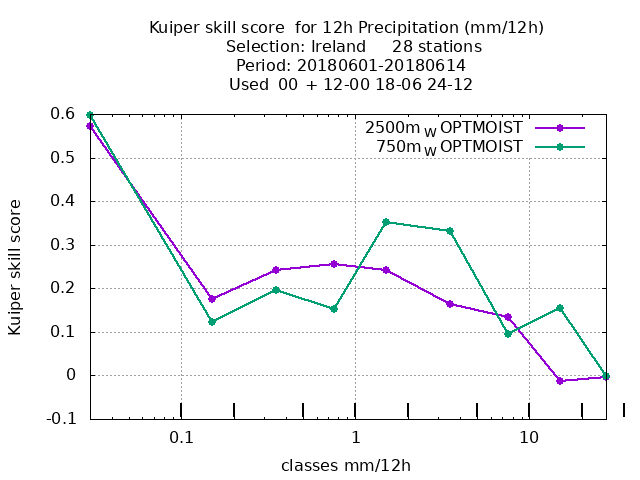 Kuiper skill score  for 12h Precipitation (mm/12h)
Selection: Ireland     28 stations
Period: 20180601-20180614
Used  00 + 12-00 18-06 24-12
2500m W OPTMOIST
750m W OPTMOIST
Kuiper skill score
0.6
0.5
0.4
0.3
0.2
0.1
0
-0.1
0.1
1
10
classes mm/12h